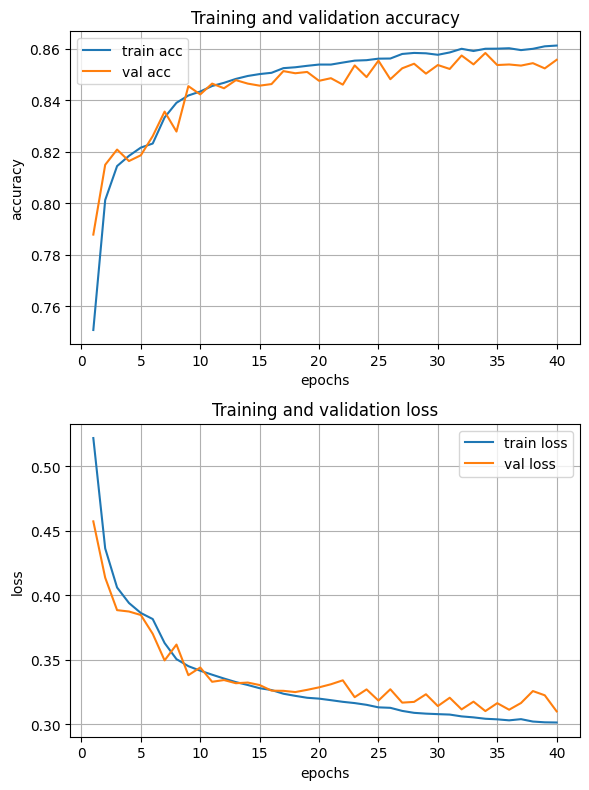 Training and validation accuracy
train acc
val acc
accuracy
0.86
0.84
0.82
0.80
0.78
0.76
0 5 10 15 20 25 30 35 40
epochs
Training and validation loss
train loss
val loss
loss
0.50
0.45
0.40
0.35
0.30
0 5 10 15 20 25 30 35 40
epochs